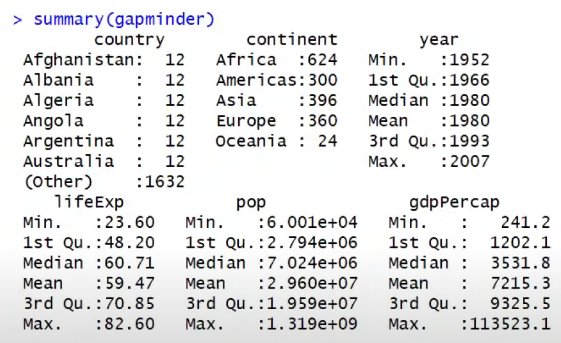 > summary(gapminder)
country continent year
Afghanistan: 12 Africa :624 Min. :1952
Albania : 12 Americas:300 1st Qu.:1966
Algeria : 12 Asia :396 Median :1980
Angola : 12 Europe :360 Mean :1980
Argentina : 12 Oceania : 24 3rd Qu.:1993
Australia : 12 Max. :2007
(Other) :1632
lifeExp pop gdpPercap
Min. :23.60 Min. :6.001e+04 Min. : 241.2
1st Qu.:48.20 1st Qu.:2.794e+06 1st Qu.: 1202.1
Median :60.71 Median :7.024e+06 Median : 3531.8
Mean :59.47 Mean :2.960e+07 Mean : 7215.3
3rd Qu.:70.85 3rd Qu.:1.959e+07 3rd Qu.: 9325.5
Max. :82.60 Max. :1.319e+09 Max. :113523.1